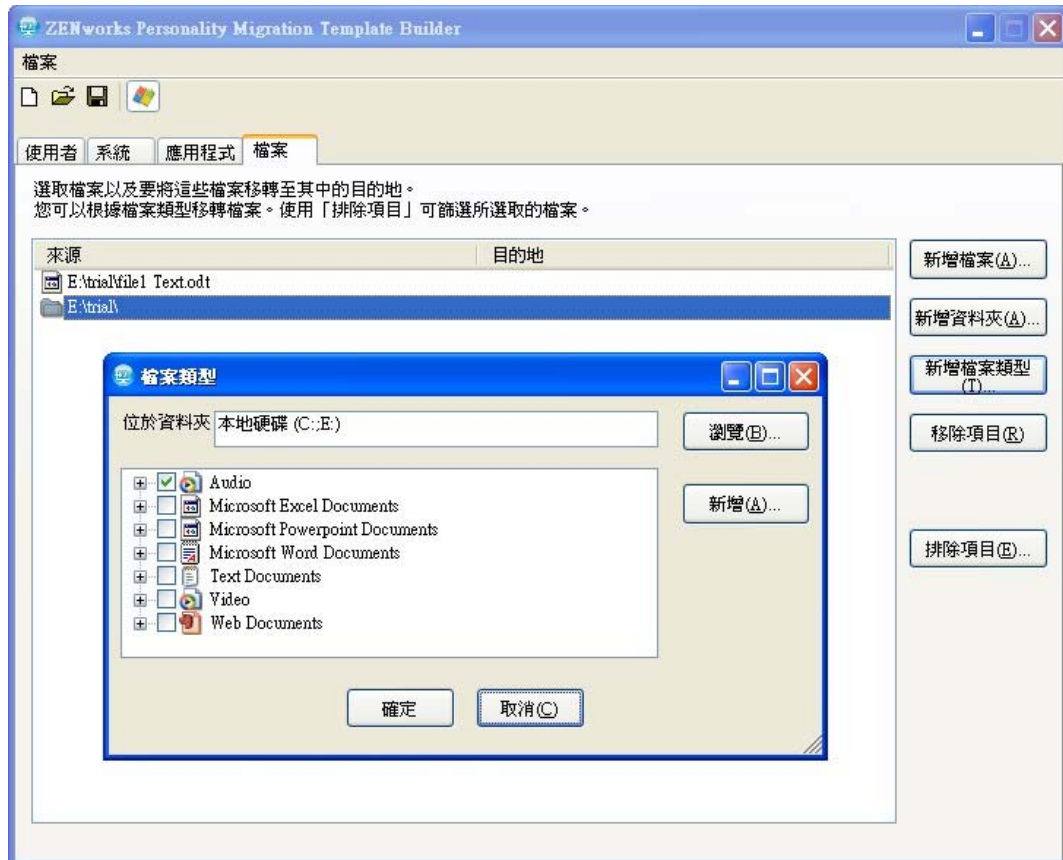 ZENworks Personality Migration Template Builder
檔案
使用者 系統 應用程式 檔案
選取檔案以及要將這些檔案移轉至其中的目的地。
您可以根據檔案類型移轉檔案。使用「排除項目」可篩選所選取的檔案。
來源 目的地
E:\trial\file1 Text.odt
E:\trial\
新增檔案(A)...
新增資料夾(A)...
新增檔案類型
(T)...
移除項目(R)
排除項目(E)...
檔案類型
位於資料夾 本地硬碟 (C:;E:)
瀏覽(B)...
新增(A)...
Audio
Microsoft Excel Documents
Microsoft Powerpoint Documents
Microsoft Word Documents
Text Documents
Video
Web Documents
確定 取消(C)